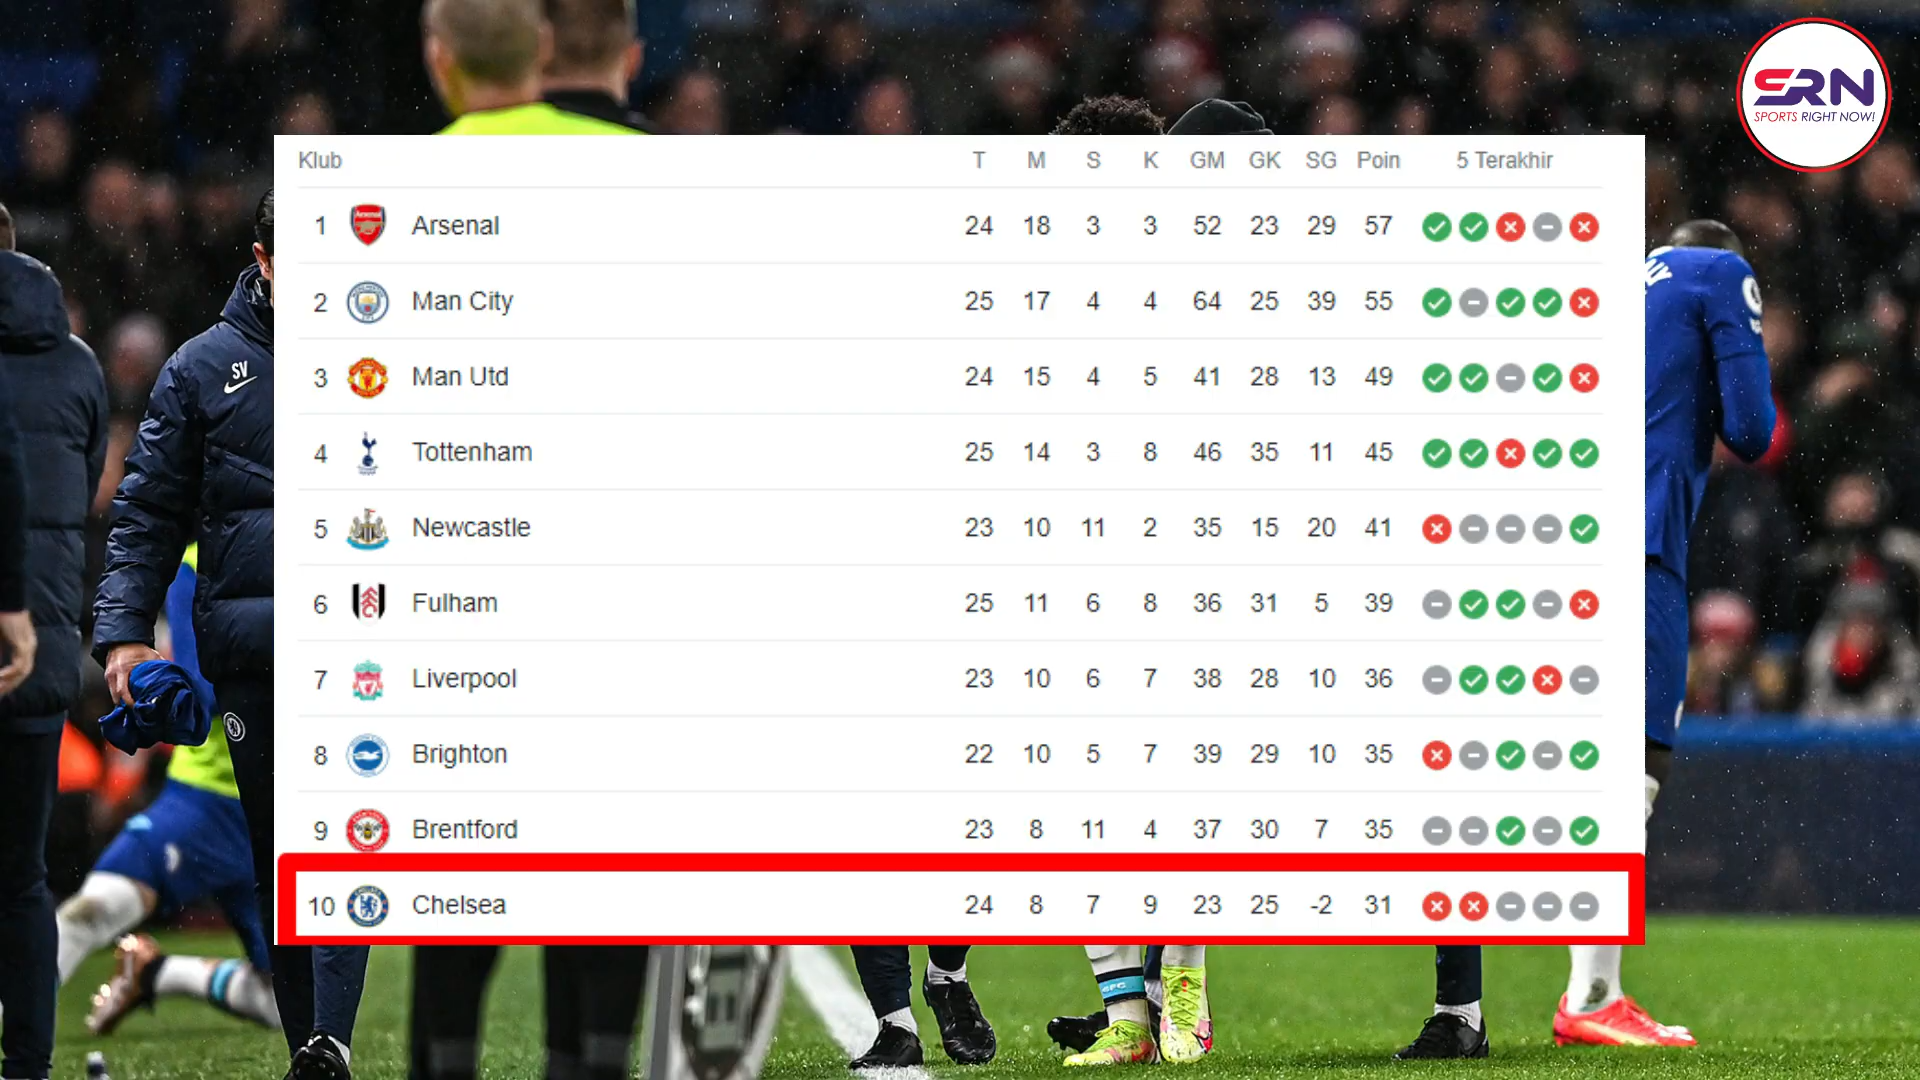 SRN
SPORTS RIGHT NOW!
Klub T M S K GM GK SG Poin 5 Terakhir
1 Arsenal 24 18 3 3 52 23 29 57
2 Man City 25 17 4 4 64 25 39 55
3 Man Utd 24 15 4 5 41 28 13 49
4 Tottenham 25 14 3 8 46 35 11 45
5 Newcastle 23 10 11 2 35 15 20 41
6 Fulham 25 11 6 8 36 31 5 39
7 Liverpool 23 10 6 7 38 28 10 36
8 Brighton 22 10 5 7 39 29 10 35
9 Brentford 23 8 11 4 37 30 7 35
10 Chelsea 24 8 7 9 23 25 -2 31
SV
CFC